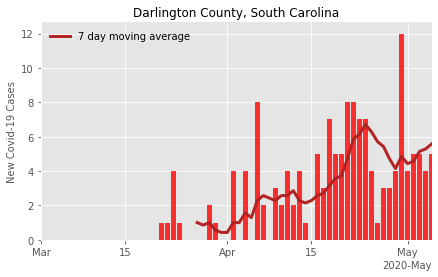 Darlington County, South Carolina
7 day moving average
New Covid-19 Cases
12
10
8
6
4
2
0
Mar
15
Apr
15
May
2020-May